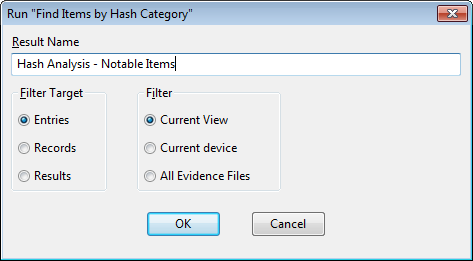 Run "Find Items by Hash Category"
Result Name
Hash Analysis - Notable Items
Filter Target
Filter
Entries
Current View
Records
Current device
Results
All Evidence Files
OK
Cancel